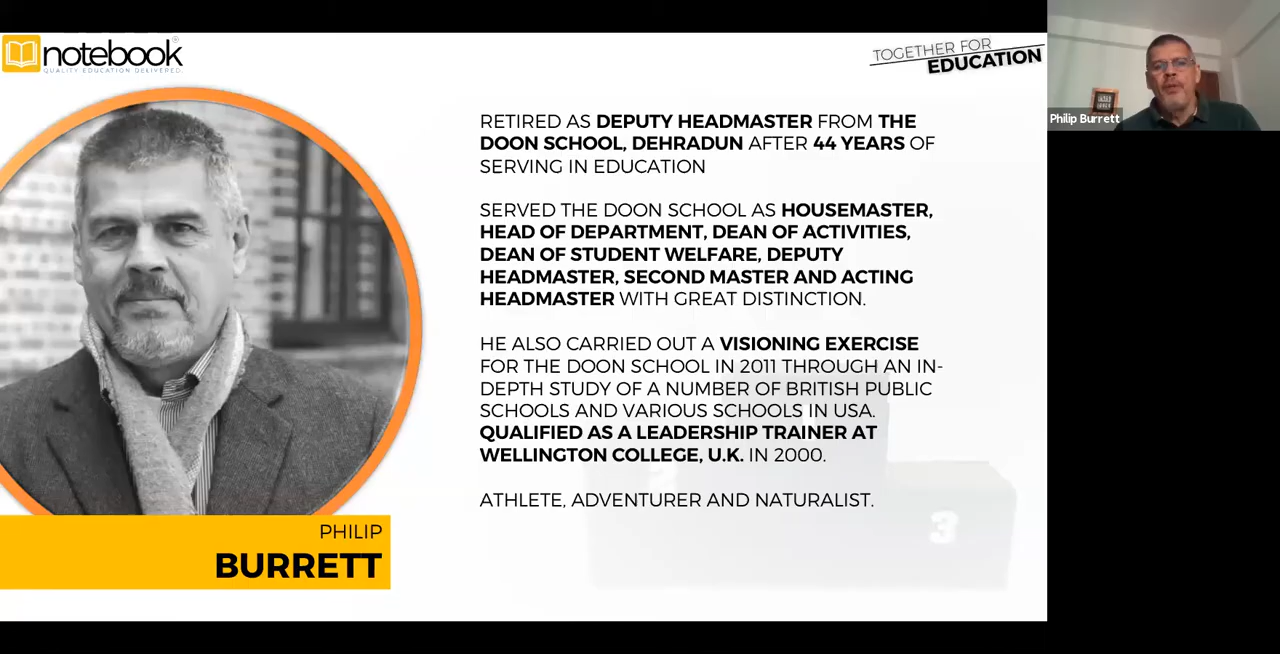 notebook
QUALITY EDUCATION DELIVERED.
TOGETHER FOR
EDUCATION
RETIRED AS DEPUTY HEADMASTER FROM THE
DOON SCHOOL, DEHRADUN AFTER 44 YEARS OF
SERVING IN EDUCATION
SERVED THE DOON SCHOOL AS HOUSEMASTER,
HEAD OF DEPARTMENT, DEAN OF ACTIVITIES,
DEAN OF STUDENT WELFARE, DEPUTY
HEADMASTER, SECOND MASTER AND ACTING
HEADMASTER WITH GREAT DISTINCTION.
HE ALSO CARRIED OUT A VISIONING EXERCISE
FOR THE DOON SCHOOL IN 2011 THROUGH AN IN-
DEPTH STUDY OF A NUMBER OF BRITISH PUBLIC
SCHOOLS AND VARIOUS SCHOOLS IN USA.
QUALIFIED AS A LEADERSHIP TRAINER AT
WELLINGTON COLLEGE, U.K. IN 2000.
ATHLETE, ADVENTURER AND NATURALIST.
2
3
PHILIP
BURRETT
Philip Burrett